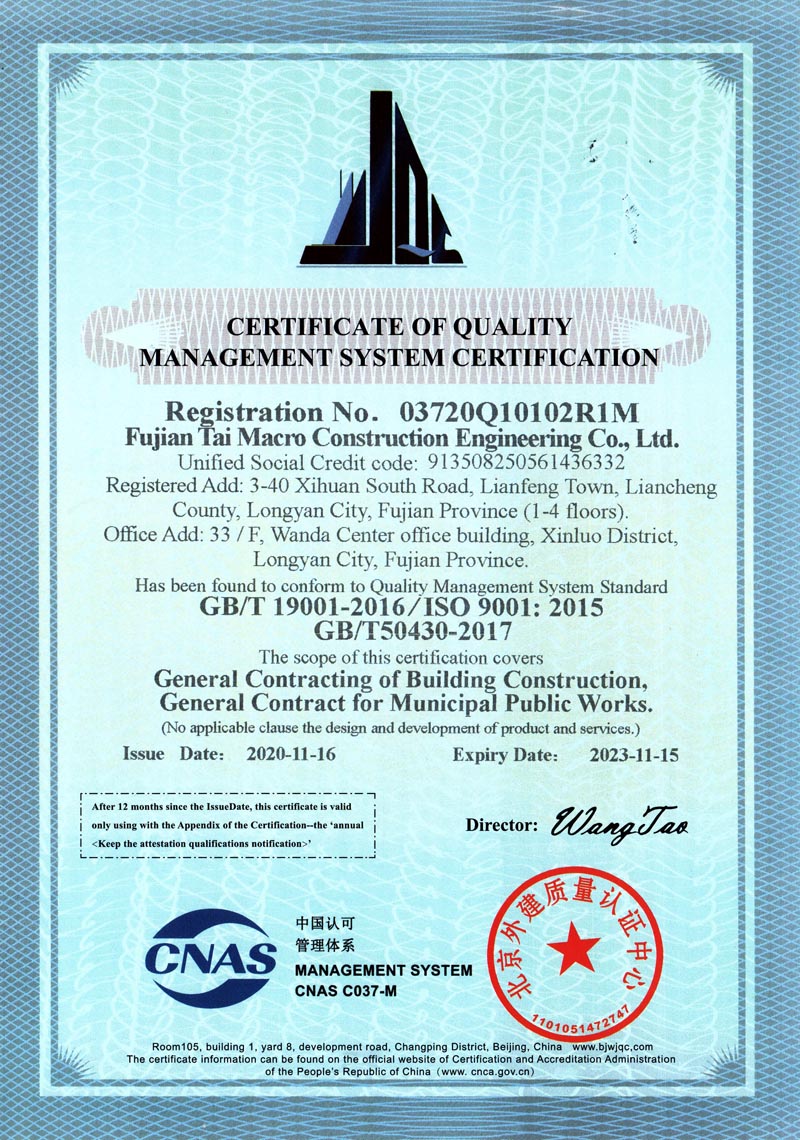 CERTIFICATE OF QUALITY
MANAGEMENT SYSTEM CERTIFICATION
Registration No. 03720Q10102R1M
Fujian Tai Macro Construction Engineering Co., Ltd.
Unified Social Credit code: 913508250561436332
Registered Add: 3-40 Xihuan South Road, Lianfeng Town, Liancheng
County, Longyan City, Fujian Province (1-4 floors).
Office Add: 33 / F, Wanda Center office building, Xinluo District,
Longyan City, Fujian Province.
Has been found to conform to Quality Management System Standard
GB/T 19001-2016/ISO 9001: 2015
GB/T50430-2017
The scope of this certification covers
General Contracting of Building Construction,
General Contract for Municipal Public Works.
(No applicable clause the design and development of product and services.)
Issue Date: 2020-11-16 Expiry Date: 2023-11-15
After 12 months since the IssueDate, this certificate is valid
only using with the Appendix of the Certification--the ‘annual
<Keep the attestation qualifications notification>’
Director: Wang Tao
CNAS
中国认可
管理体系
MANAGEMENT SYSTEM
CNAS C037-M
北京外建质量认证中心
1101051472747
Room105, building 1, yard 8, development road, Changping District, Beijing, China www.bjwjqc.com
The certificate information can be found on the official website of Certification and Accreditation Administration
of the People's Republic of China (www. cnca.gov.cn)